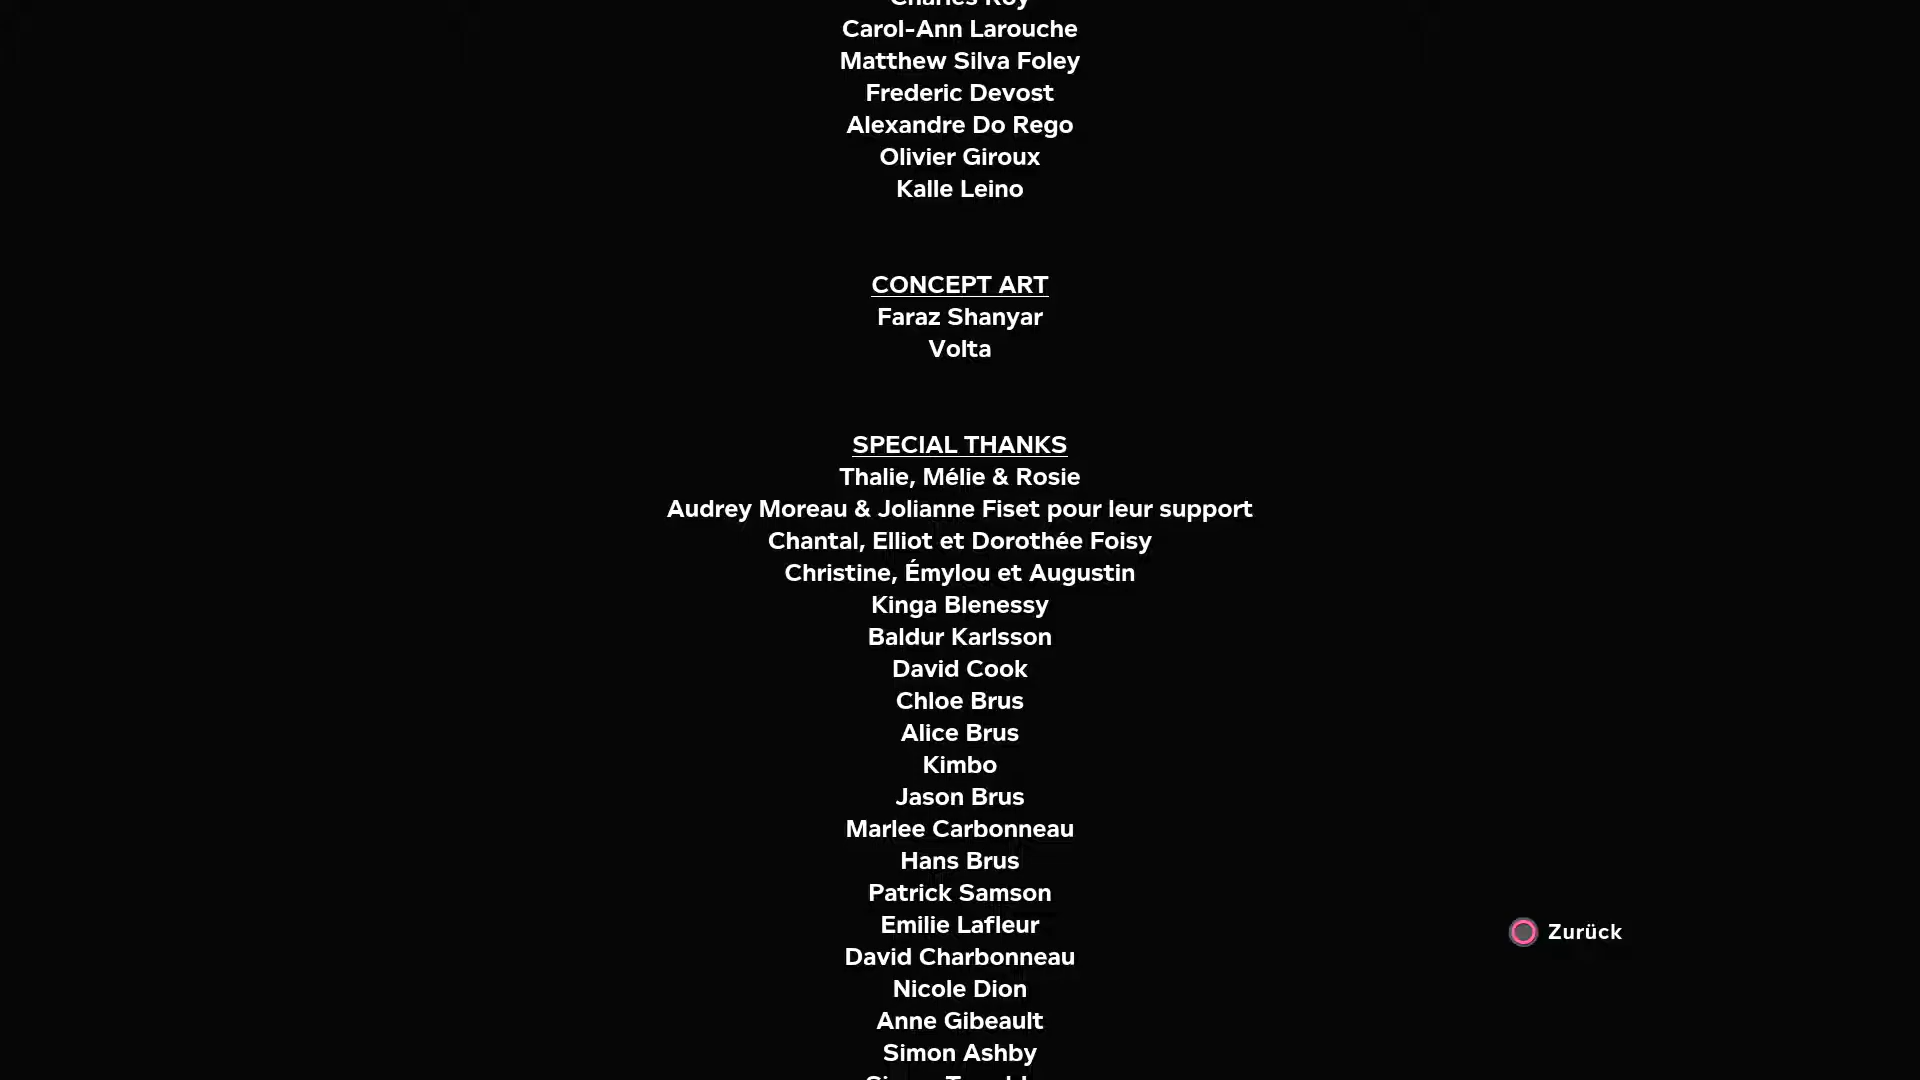 Charles Roy
Carol-Ann Larouche
Matthew Silva Foley
Frederic Devost
Alexandre Do Rego
Olivier Giroux
Kalle Leino
CONCEPT ART
Faraz Shanyar
Volta
SPECIAL THANKS
Thalie, Mélie & Rosie
Audrey Moreau & Jolianne Fiset pour leur support
Chantal, Elliot et Dorothée Foisy
Christine, Émylou et Augustin
Kinga Blenessy
Baldur Karlsson
David Cook
Chloe Brus
Alice Brus
Kimbo
Jason Brus
Marlee Carbonneau
Hans Brus
Patrick Samson
Emilie Lafleur
Zurück
David Charbonneau
Nicole Dion
Anne Gibeault
Simon Ashby